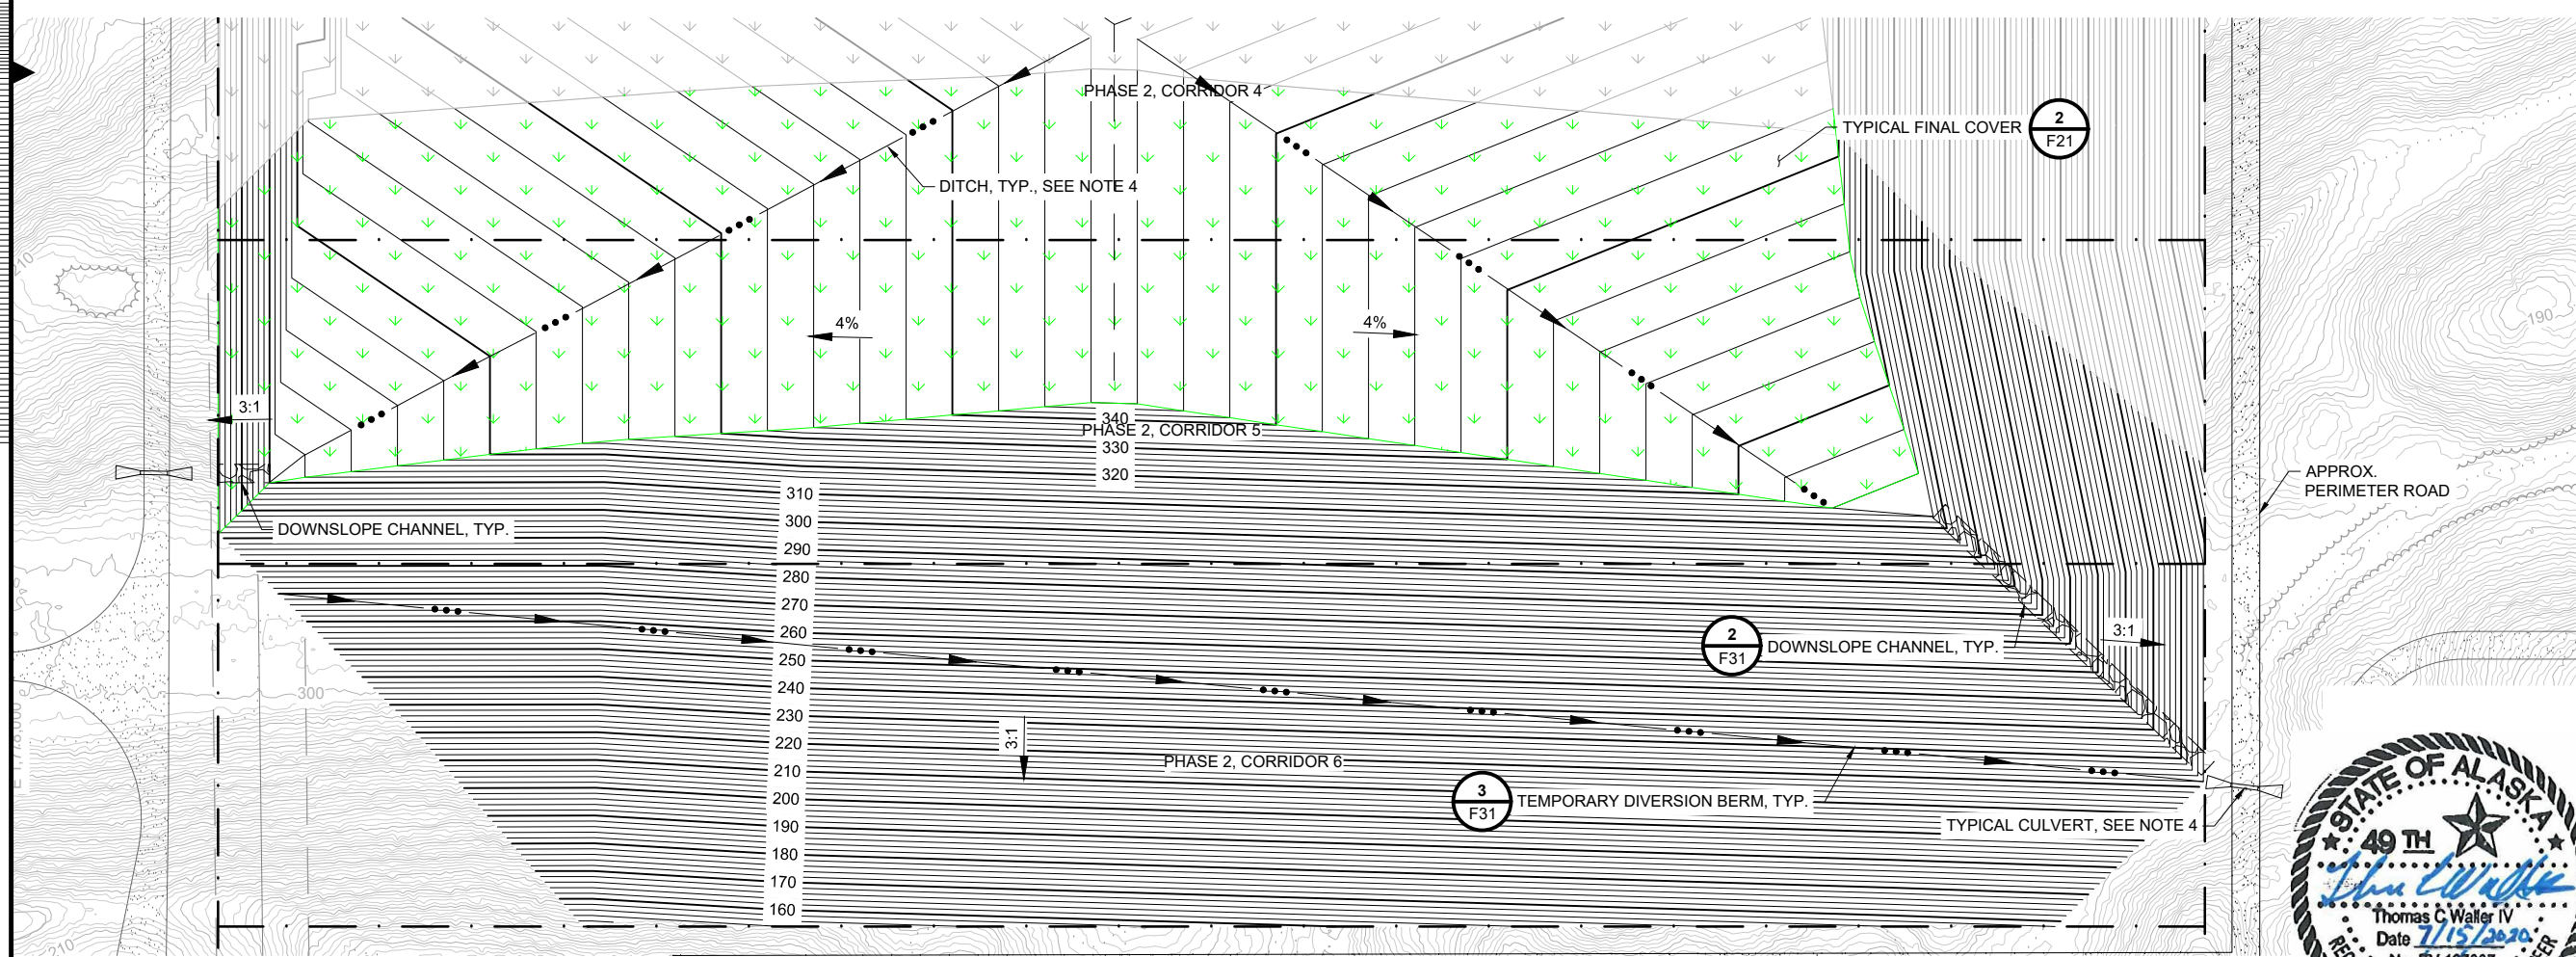 PHASE 2, CORRIDOR 4
TYPICAL FINAL COVER
2
F21
DITCH, TYP., SEE NOTE 4
210
4%
4%
190
3:1
340
PHASE 2, CORRIDOR 5
330
320
APPROX.
PERIMETER ROAD
310
300
290
280
270
260
250
240
230
220
210
200
190
180
170
160
DOWNSLOPE CHANNEL, TYP.
2
F31
DOWNSLOPE CHANNEL, TYP.
3:1
300
3:1
PHASE 2, CORRIDOR 6
3
F31
TEMPORARY DIVERSION BERM, TYP.
TYPICAL CULVERT, SEE NOTE 4
210
STATE OF ALASKA
49 TH
Thomas C Waller IV
Date 7/15/2020